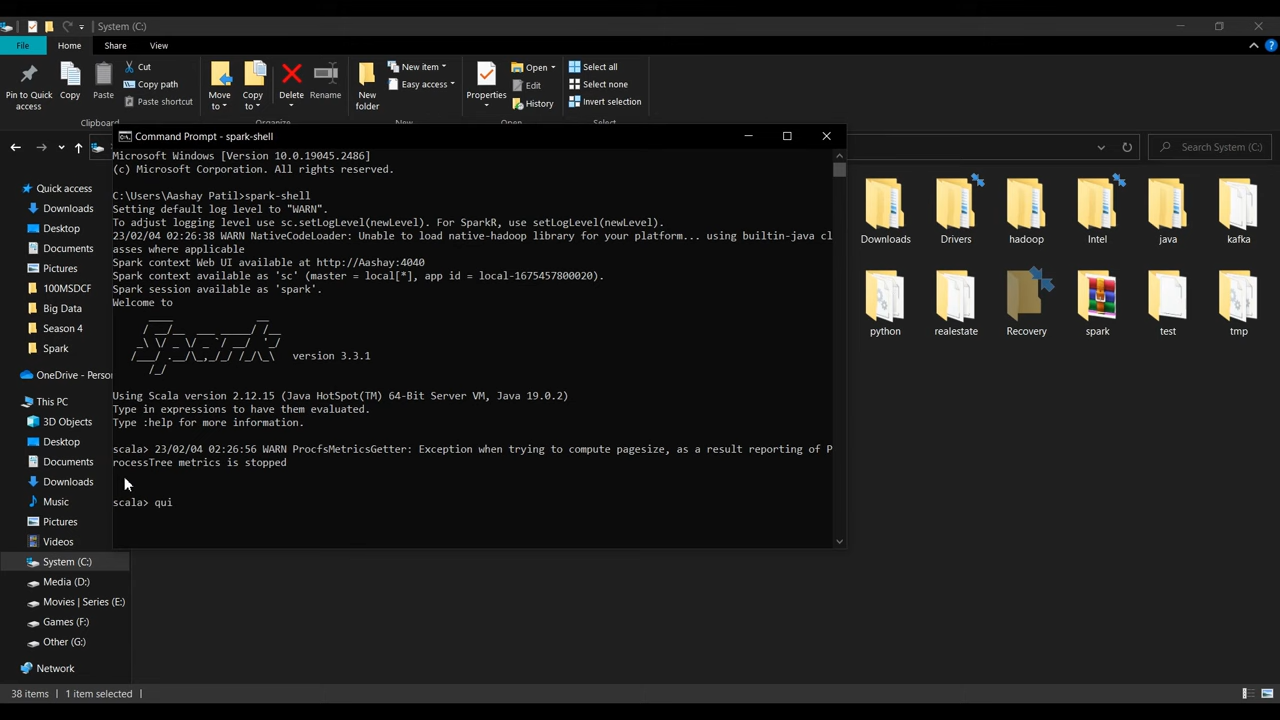 System (C:)
File Home Share View
Pin to Quick access
Copy
Paste
Cut
Copy path
Paste shortcut
Clipboard
Move to
Copy to
Delete
Rename
Organize
New folder
New item
Easy access
New
Properties
Open
Edit
History
Open
Select all
Select none
Invert selection
Select
Search System (C:)
Quick access
Downloads
Desktop
Documents
Pictures
100MSDCF
Big Data
Season 4
Spark
OneDrive - Perso
This PC
3D Objects
Desktop
Documents
Downloads
Music
Pictures
Videos
System (C:)
Media (D:)
Movies | Series (E:)
Games (F:)
Other (G:)
Network
Command Prompt - spark-shell
Microsoft Windows [Version 10.0.19045.2486]
(c) Microsoft Corporation. All rights reserved.
C:\Users\Aashay Patil>spark-shell
Setting default log level to "WARN".
To adjust logging level use sc.setLogLevel(newLevel). For SparkR, use setLogLevel(newLevel).
23/02/04 02:26:38 WARN NativeCodeLoader: Unable to load native-hadoop library for your platform... using builtin-java cl
asses where applicable
Spark context Web UI available at http://Aashay:4040
Spark context available as 'sc' (master = local[*], app id = local-1675457800020).
Spark session available as 'spark'.
Welcome to
Spark
version 3.3.1
Using Scala version 2.12.15 (Java HotSpot(TM) 64-Bit Server VM, Java 19.0.2)
Type in expressions to have them evaluated.
Type :help for more information.
scala> 23/02/04 02:26:56 WARN ProcfsMetricsGetter: Exception when trying to compute pagesize, as a result reporting of P
rocessTree metrics is stopped
scala> qui
Downloads Drivers hadoop Intel java kafka
python realestate Recovery spark test tmp
38 items 1 item selected